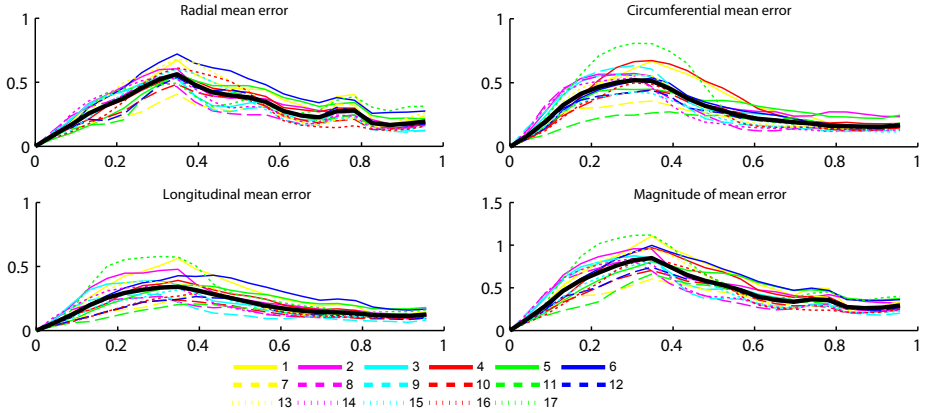 Radial mean error
1
0.5
0
0 0.2 0.4 0.6 0.8 1
Circumferential mean error
1
0.5
0
0 0.2 0.4 0.6 0.8 1
Longitudinal mean error
1
0.5
0
0 0.2 0.4 0.6 0.8 1
Magnitude of mean error
1.5
1
0.5
0
0 0.2 0.4 0.6 0.8 1
1 2 3 4 5 6
7 8 9 10 11 12
13 14 15 16 17